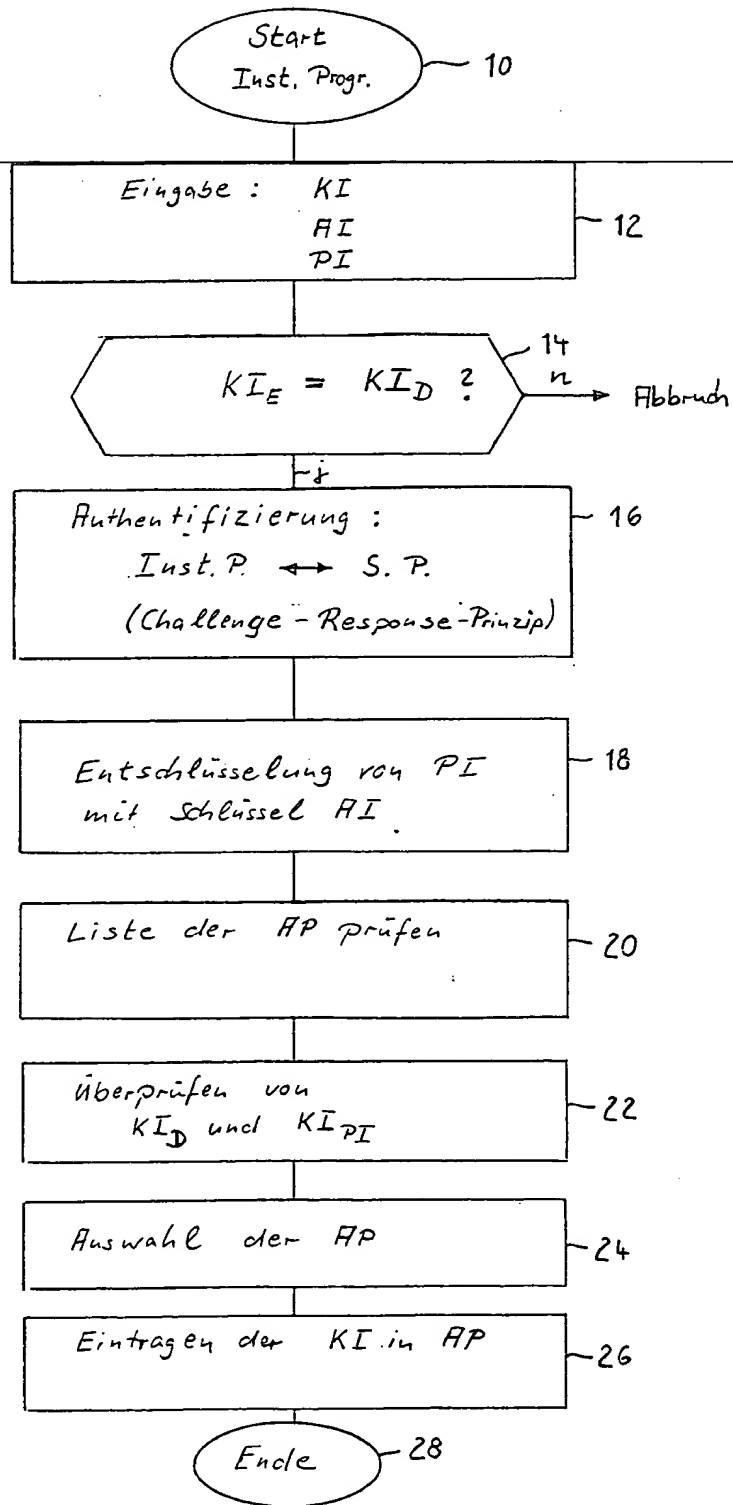 Start
Inst. Progr.
10
Eingabe : KI
AI
PI
12
KI_E = KI_D ?
14
n
Abbruch
j
Authentifizierung :
Inst. P. ↔ S. P.
(Challenge-Response-Prinzip)
16
Entschlüsselung von PI
mit Schlüssel AI
18
Liste der AP prüfen
20
Überprüfen von
KI_D und KI_PI
22
Auswahl der AP
24
Eintragen der KI in AP
26
Ende
28